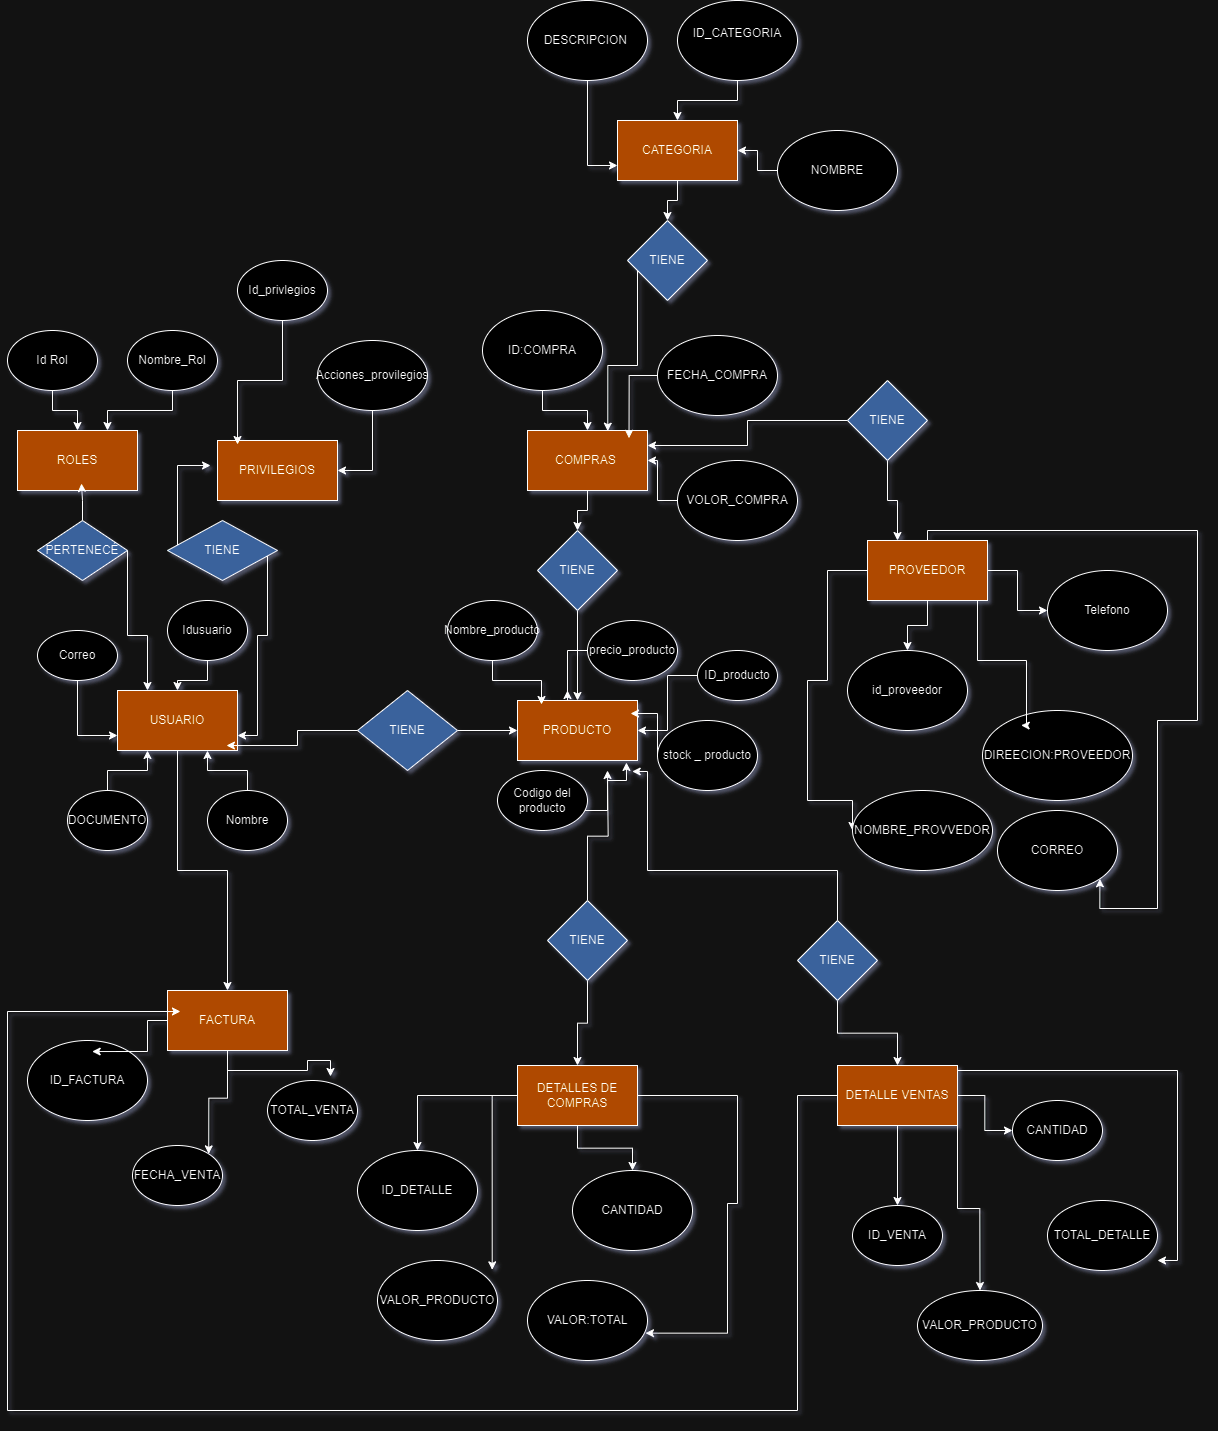 DESCRIPCION
ID_CATEGORIA
CATEGORIA
NOMBRE
TIENE
Id_privlegios
Id Rol
Nombre_Rol
Acciones_provilegios
ID:COMPRA
FECHA_COMPRA
TIENE
ROLES
PRIVILEGIOS
COMPRAS
VOLOR_COMPRA
PERTENECE
TIENE
TIENE
PROVEEDOR
Telefono
Correo
Idusuario
Nombre_producto
precio_producto
ID_producto
id_proveedor
USUARIO
TIENE
PRODUCTO
stock _ producto
DIREECION:PROVEEDOR
DOCUMENTO
Nombre
Codigo del
producto
NOMBRE_PROVVEDOR
CORREO
TIENE
TIENE
FACTURA
ID_FACTURA
TOTAL_VENTA
FECHA_VENTA
DETALLES DE
COMPRAS
DETALLE VENTAS
CANTIDAD
ID_DETALLE
CANTIDAD
ID_VENTA
TOTAL_DETALLE
VALOR_PRODUCTO
VALOR:TOTAL
VALOR_PRODUCTO